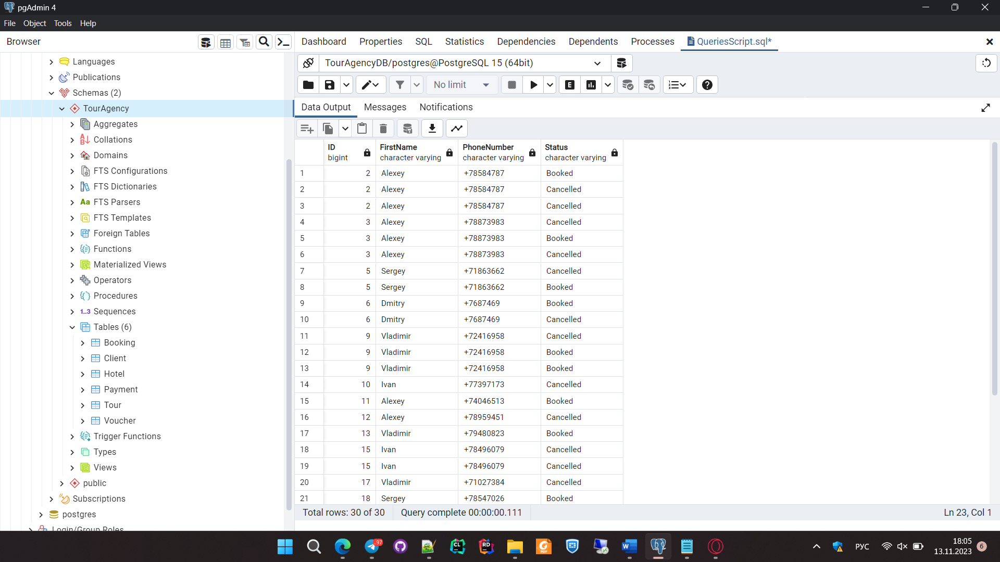 pgAdmin 4
File Object Tools Help
Browser
Dashboard Properties SQL Statistics Dependencies Dependents Processes QueriesScript.sql*
TourAgencyDB/postgres@PostgreSQL 15 (64bit)
No limit
E
Data Output Messages Notifications
Languages
Publications
Schemas (2)
TourAgency
Aggregates
Collations
Domains
FTS Configurations
FTS Dictionaries
Aa FTS Parsers
FTS Templates
Foreign Tables
Functions
Materialized Views
Operators
Procedures
1..3 Sequences
Tables (6)
Booking
Client
Hotel
Payment
Tour
Voucher
Trigger Functions
Types
Views
public
Subscriptions
postgres
Login/Group Roles
ID FirstName PhoneNumber Status
bigint character varying character varying character varying
1 2 Alexey +78584787 Booked
2 2 Alexey +78584787 Cancelled
3 2 Alexey +78584787 Cancelled
4 3 Alexey +78873983 Cancelled
5 3 Alexey +78873983 Booked
6 3 Alexey +78873983 Cancelled
7 5 Sergey +71863662 Cancelled
8 5 Sergey +71863662 Booked
9 6 Dmitry +7687469 Booked
10 6 Dmitry +7687469 Cancelled
11 9 Vladimir +72416958 Cancelled
12 9 Vladimir +72416958 Booked
13 9 Vladimir +72416958 Booked
14 10 Ivan +77397173 Cancelled
15 11 Alexey +74046513 Booked
16 12 Alexey +78959451 Cancelled
17 13 Vladimir +79480823 Booked
18 15 Ivan +78496079 Cancelled
19 15 Ivan +78496079 Cancelled
20 17 Vladimir +71027384 Cancelled
21 18 Sergey +78547026 Booked
Total rows: 30 of 30 Query complete 00:00:00.111 Ln 23, Col 1
..97
CL
RD
PDF
W
РУС
18:05
13.11.2023
6